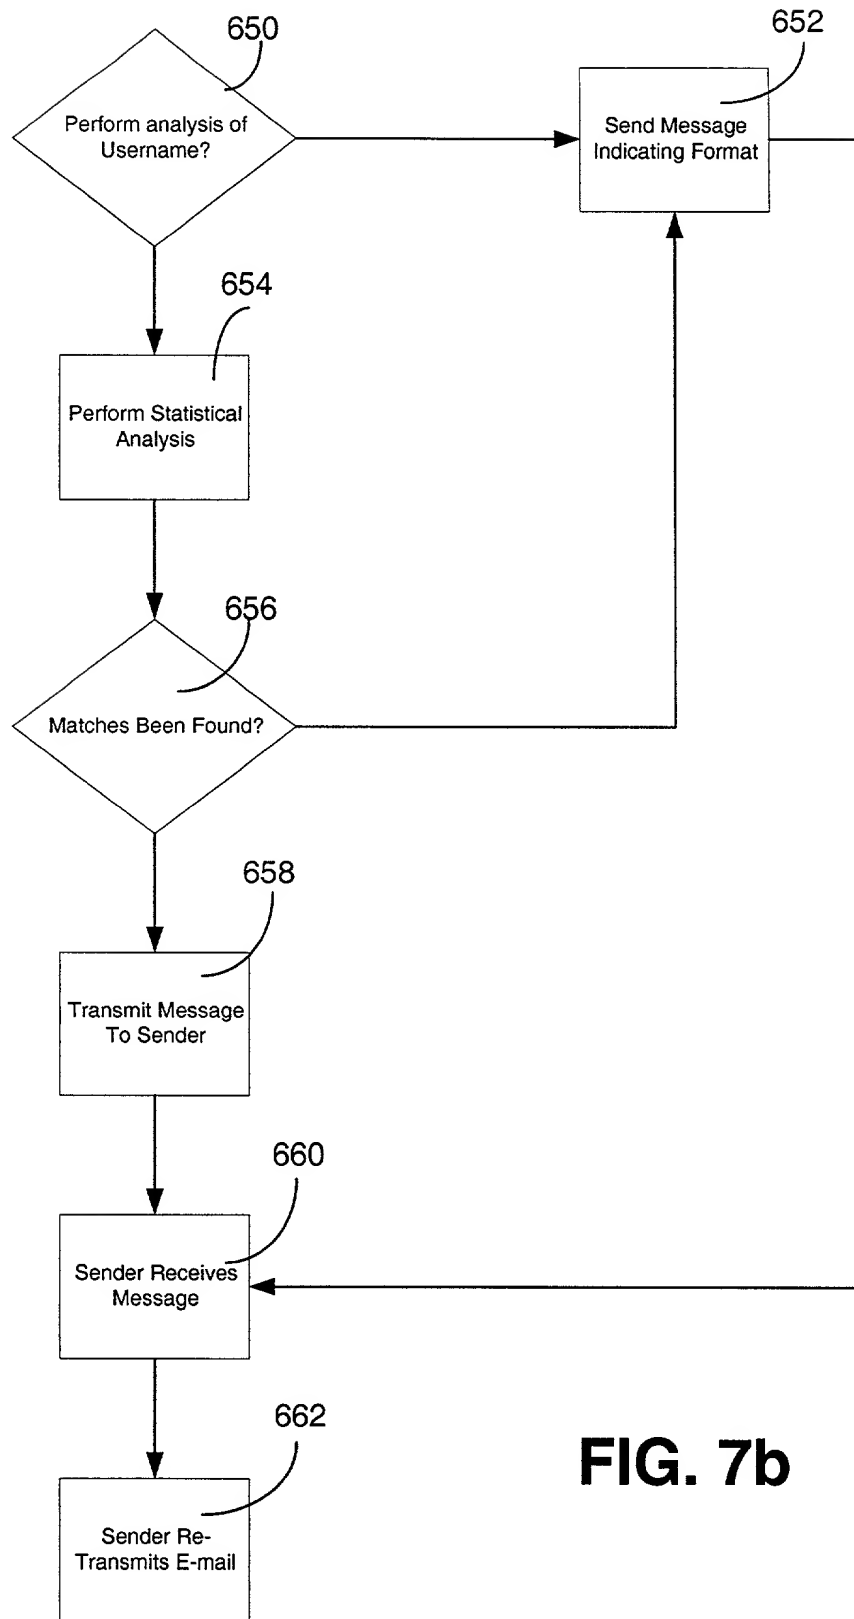 650
Perform analysis of
Username?
652
Send Message
Indicating Format
654
Perform Statistical
Analysis
656
Matches Been Found?
658
Transmit Message
To Sender
660
Sender Receives
Message
662
Sender Re-
Transmits E-mail
FIG. 7b